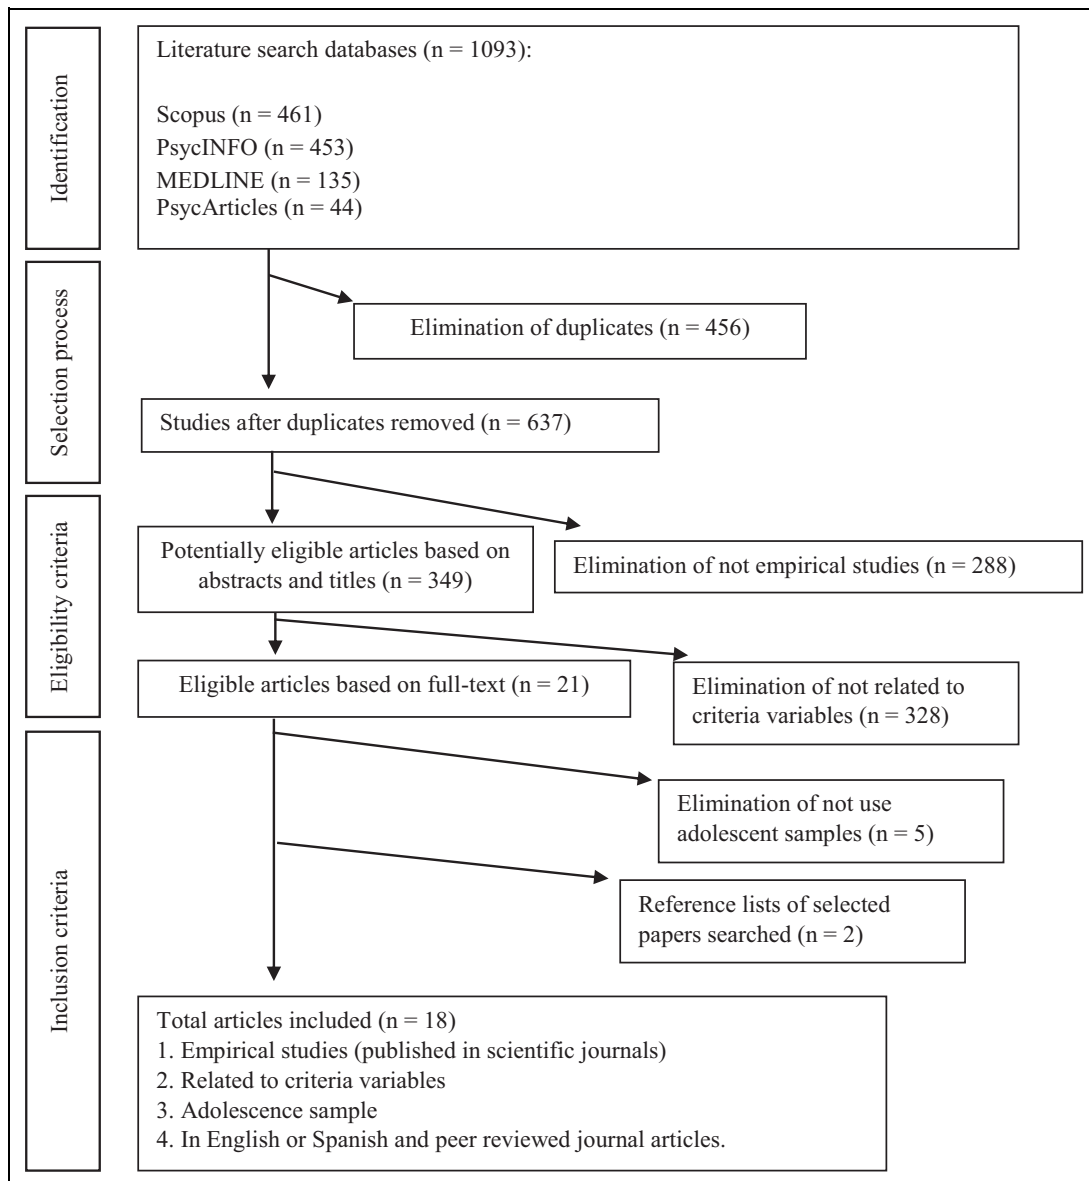 Identification
Literature search databases (n = 1093):
Scopus (n = 461)
PsycINFO (n = 453)
MEDLINE (n = 135)
PsycArticles (n = 44)
Selection process
Elimination of duplicates (n = 456)
Studies after duplicates removed (n = 637)
Eligibility criteria
Potentially eligible articles based on
abstracts and titles (n = 349)
Elimination of not empirical studies (n = 288)
Eligible articles based on full-text (n = 21)
Elimination of not related to
criteria variables (n = 328)
Inclusion criteria
Elimination of not use
adolescent samples (n = 5)
Reference lists of selected
papers searched (n = 2)
Total articles included (n = 18)
1. Empirical studies (published in scientific journals)
2. Related to criteria variables
3. Adolescence sample
4. In English or Spanish and peer reviewed journal articles.